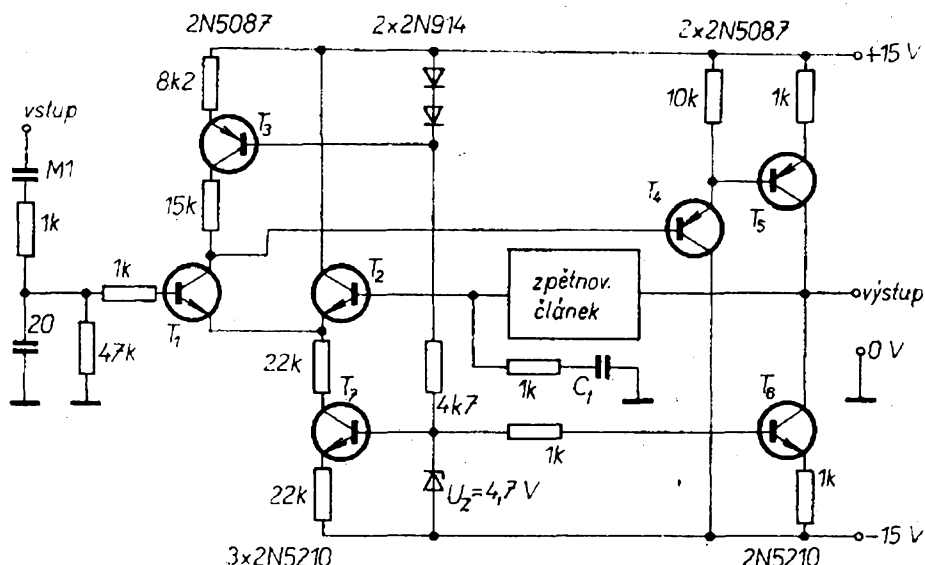 2N5087
2x2N914
2x2N5087
+15 V
8k2
10k
1k
vstup
T3
M1
15k
T4
T5
1k
1k
T2
zpětnov.
článek
výstup
T1
20
47k
22k
1k
C1
0 V
T7
4k7
T6
1k
22k
UZ=4,7 V
1k
-15 V
3x2N5210
2N5210